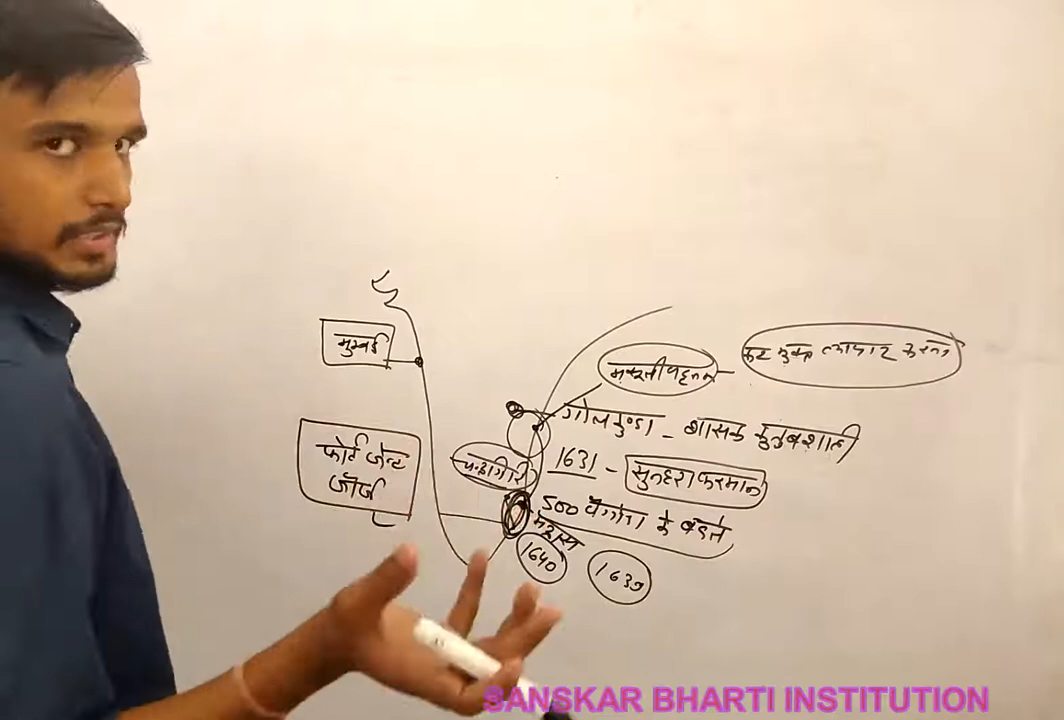 मुम्बई
फोर्ट सेन्ट
जॉर्ज
मछलीपट्टनम -
कर मुक्त व्यापार करना
गोलकुण्डा - शासक कुतुबशाही
चन्द्रगिरि
1631 - सुनहरा फरमान
500 पैगोडा के बदले
मद्रास
1640
1639
SANSKAR BHARTI INSTITUTION